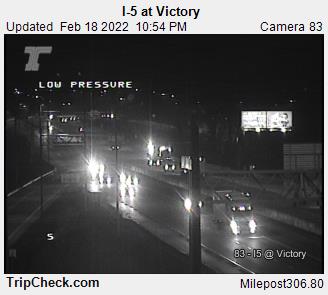 I-5 at Victory
Updated Feb 18 2022 10:54 PM Camera 83
T
LOW PRESSURE
S
83 - I5 @ Victory
TripCheck.com Milepost306.80